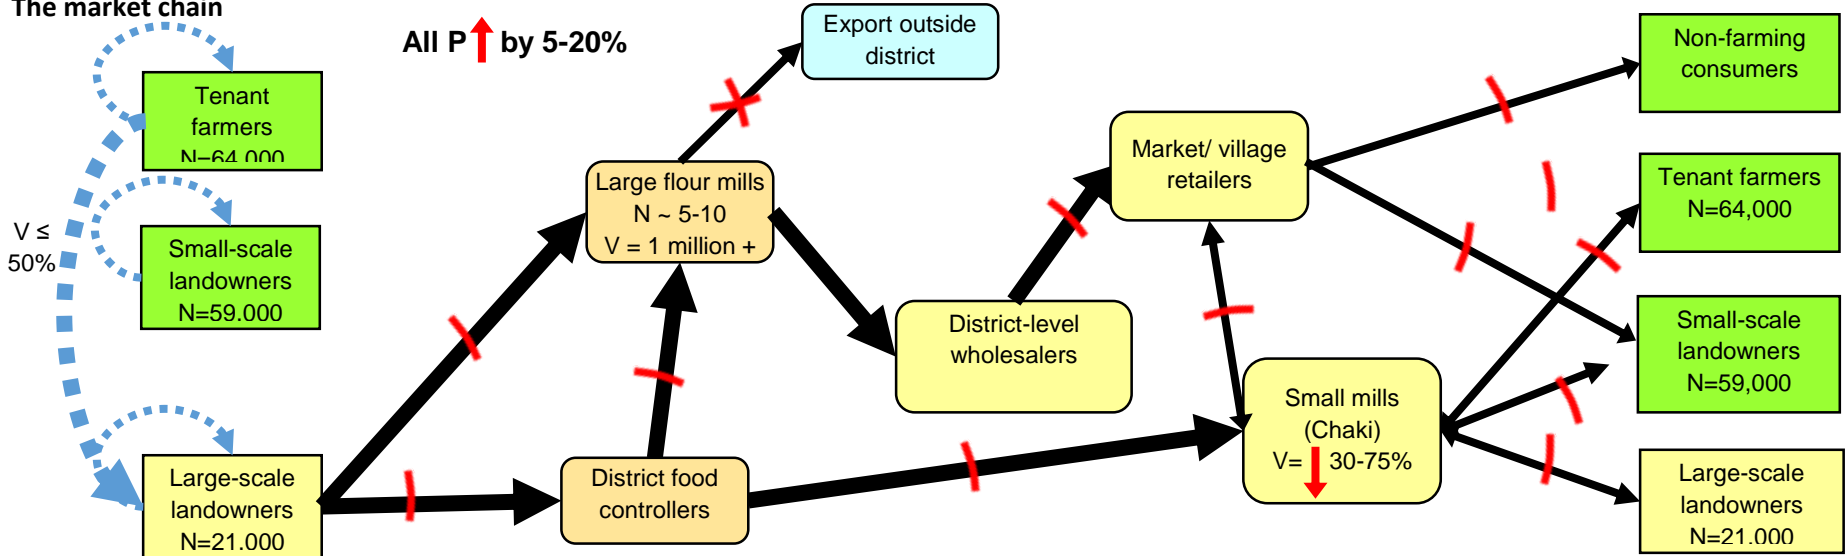 The market chain
All P by 5-20%
Tenant
farmers
N=64.000
V ≤
50%
Small-scale
landowners
N=59.000
Large-scale
landowners
N=21.000
Export outside
district
Large flour mills
N ~ 5-10
V = 1 million +
District food
controllers
District-level
wholesalers
Market/ village
retailers
Small mills
(Chaki)
V= 30-75%
Non-farming
consumers
Tenant farmers
N=64,000
Small-scale
landowners
N=59,000
Large-scale
landowners
N=21.000